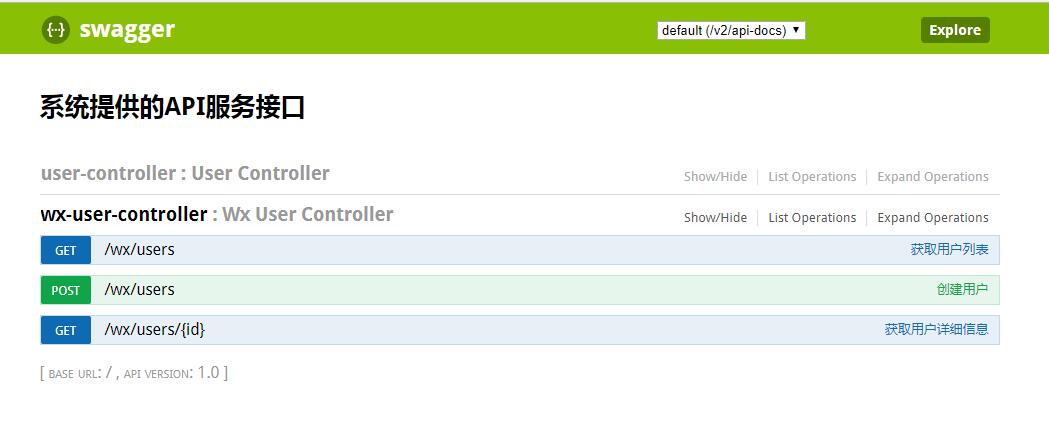 {···} swagger default (/v2/api-docs) Explore
系统提供的API服务接口
user-controller : User Controller Show/Hide List Operations Expand Operations
wx-user-controller : Wx User Controller Show/Hide List Operations Expand Operations
GET /wx/users 获取用户列表
POST /wx/users 创建用户
GET /wx/users/{id} 获取用户详细信息
[ BASE URL: / , API VERSION: 1.0 ]